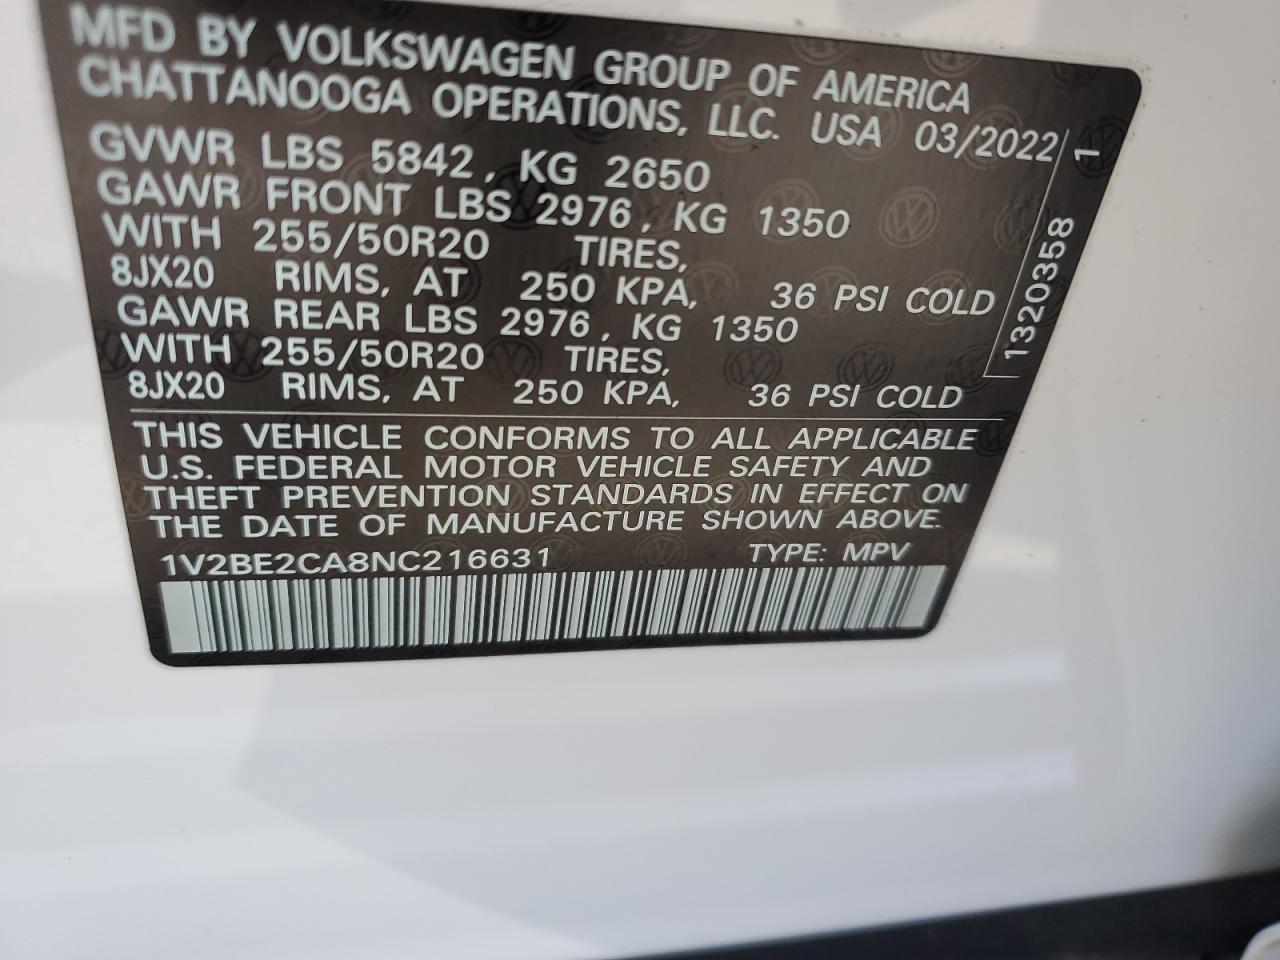 MFD BY VOLKSWAGEN GROUP OF AMERICA
CHATTANOOGA OPERATIONS, LLC. USA 03/2022
GVWR LBS 5842, KG 2650
GAWR FRONT LBS 2976, KG 1350
WITH 255/50R20 TIRES,
8JX20 RIMS, AT 250 KPA, 36 PSI COLD
GAWR REAR LBS 2976, KG 1350
WITH 255/50R20 TIRES,
8JX20 RIMS, AT 250 KPA, 36 PSI COLD
1320358 1
THIS VEHICLE CONFORMS TO ALL APPLICABLE
U.S. FEDERAL MOTOR VEHICLE SAFETY AND
THEFT PREVENTION STANDARDS IN EFFECT ON
THE DATE OF MANUFACTURE SHOWN ABOVE.
1V2BE2CA8NC216631 TYPE: MPV